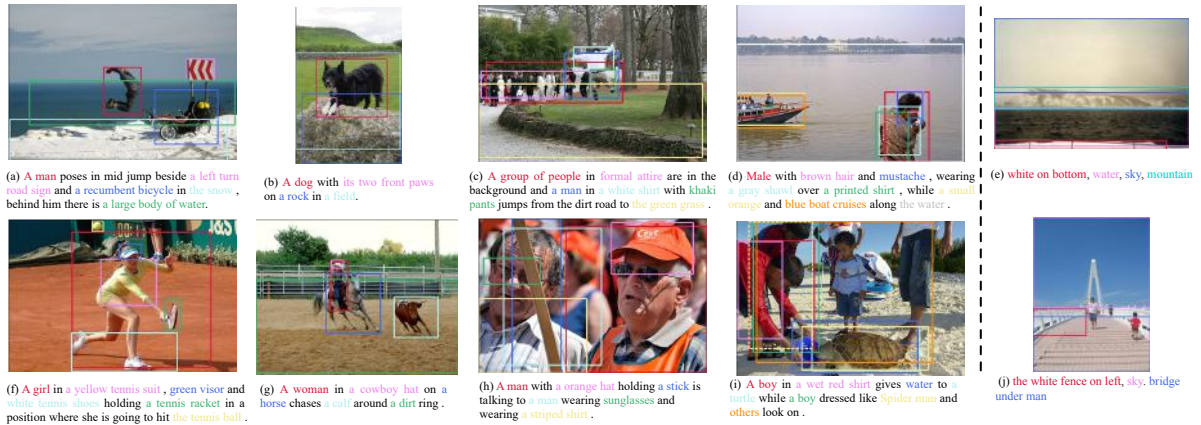 (a) A man poses in mid jump beside a left turn
road sign and a recumbent bicycle in the snow ,
behind him there is a large body of water.
(b) A dog with its two front paws
on a rock in a field.
(c) A group of people in formal attire are in the
background and a man in a white shirt with khaki
pants jumps from the dirt road to the green grass .
(d) Male with brown hair and mustache , wearing
a gray shawl over a printed shirt , while a small
orange and blue boat cruises along the water .
(e) white on bottom, water, sky, mountain
(f) A girl in a yellow tennis suit , green visor and
white tennis shoes holding a tennis racket in a
position where she is going to hit the tennis ball .
(g) A woman in a cowboy hat on a
horse chases a calf around a dirt ring .
Cext
(h) A man with a orange hat holding a stick is
talking to a man wearing sunglasses and
wearing a striped shirt .
(i) A boy in a wet red shirt gives water to a
turtle while a boy dressed like Spider man and
others look on .
(j) the white fence on left, sky. bridge
under man